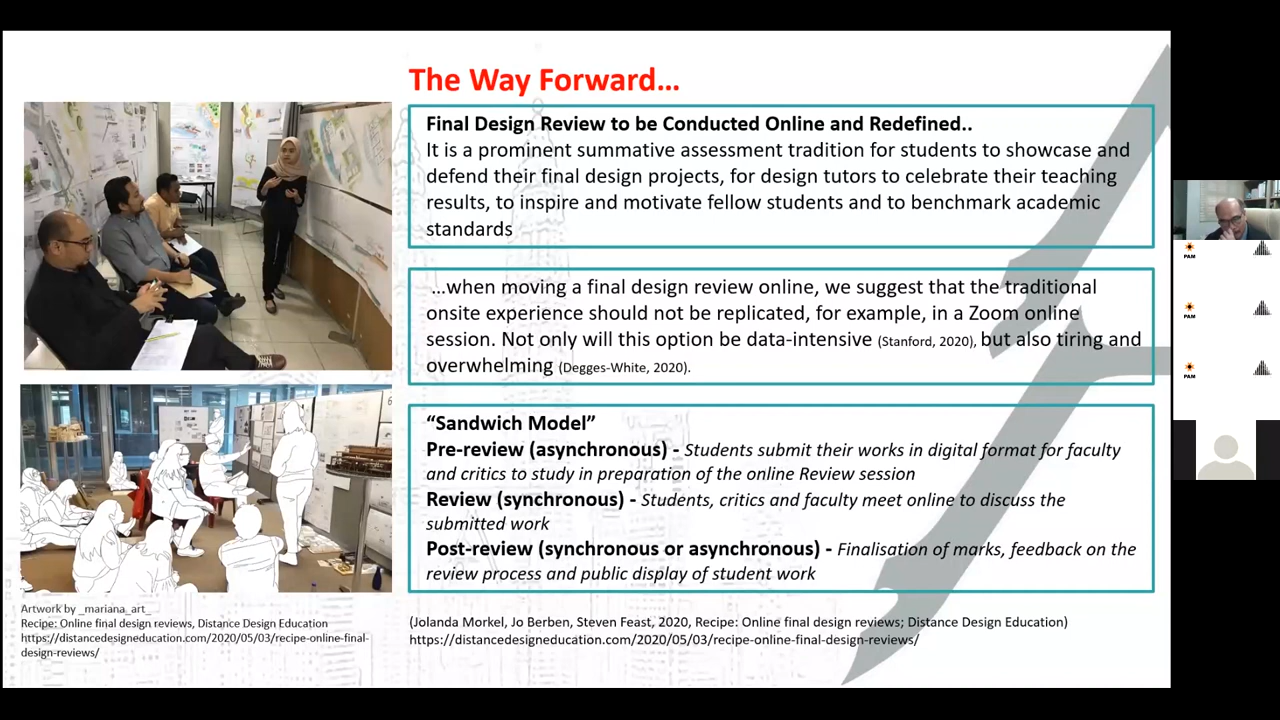 The Way Forward...
Final Design Review to be Conducted Online and Redefined..
It is a prominent summative assessment tradition for students to showcase and
defend their final design projects, for design tutors to celebrate their teaching
results, to inspire and motivate fellow students and to benchmark academic
standards
...when moving a final design review online, we suggest that the traditional
onsite experience should not be replicated, for example, in a Zoom online
session. Not only will this option be data-intensive (Stanford, 2020), but also tiring and
overwhelming (Degges-White, 2020).
“Sandwich Model”
Pre-review (asynchronous) - Students submit their works in digital format for faculty
and critics to study in preparation of the online Review session
Review (synchronous) - Students, critics and faculty meet online to discuss the
submitted work
Post-review (synchronous or asynchronous) - Finalisation of marks, feedback on the
review process and public display of student work
Artwork by _mariana_art_
Recipe: Online final design reviews, Distance Design Education
https://distancedesigneducation.com/2020/05/03/recipe-online-final-
design-reviews/
(Jolanda Morkel, Jo Berben, Steven Feast, 2020, Recipe: Online final design reviews; Distance Design Education)
https://distancedesigneducation.com/2020/05/03/recipe-online-final-design-reviews/
PAM
PAM
PAM